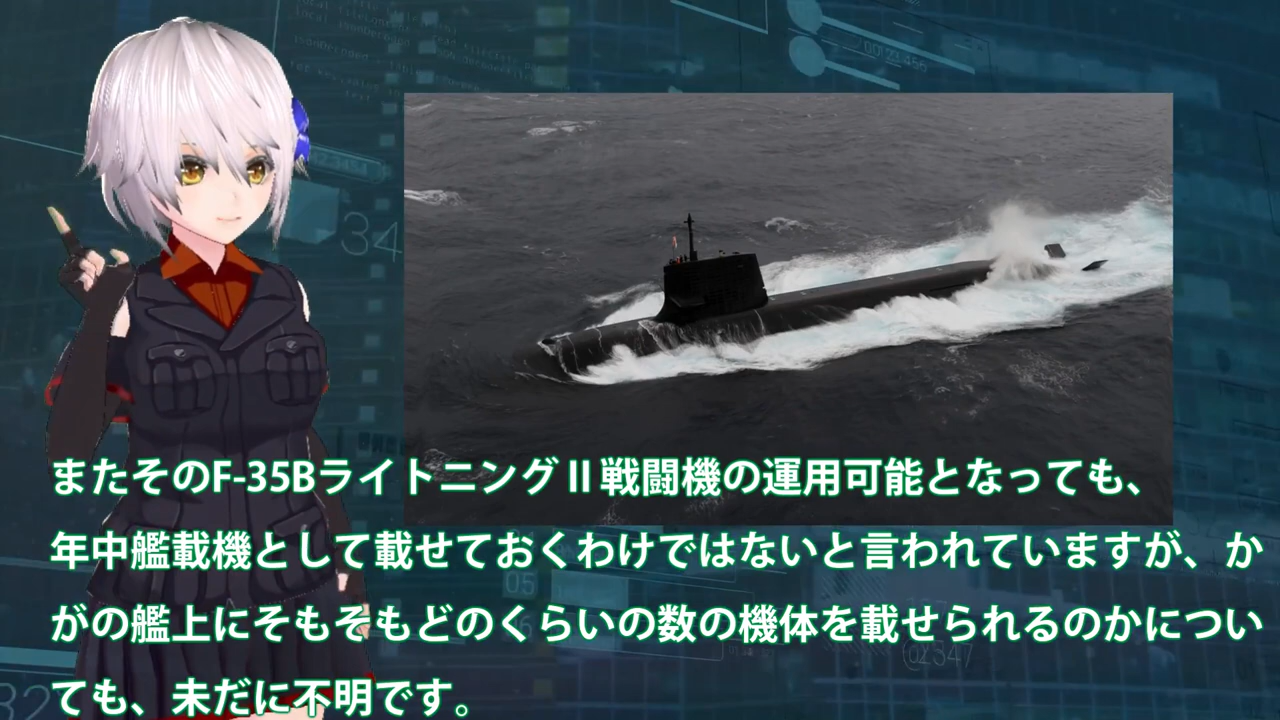 34
またそのF-35BライトニングⅡ戦闘機の運用可能となっても、
年中艦載機として載せておくわけではないと言われていますが、か
05
がの艦上にそもそもどのくらいの数の機体を載せられるのかについ
@2347
ても、未だに不明です。
32